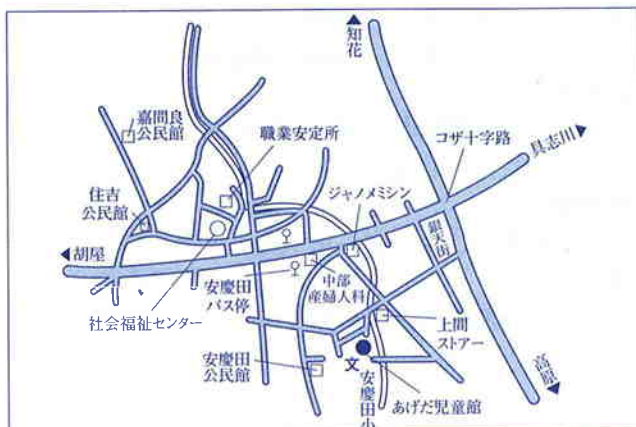 ▲
知花
嘉間良
公民館
職業安定所
コザ十字路
具志川▶
ジャノメミシン
住吉
公民館
銀天街
◀胡屋
安慶田
バス停
中部
産婦人科
社会福祉センター
上間
ストアー
安慶田
公民館
文
安慶田小
あげだ児童館
高原▶